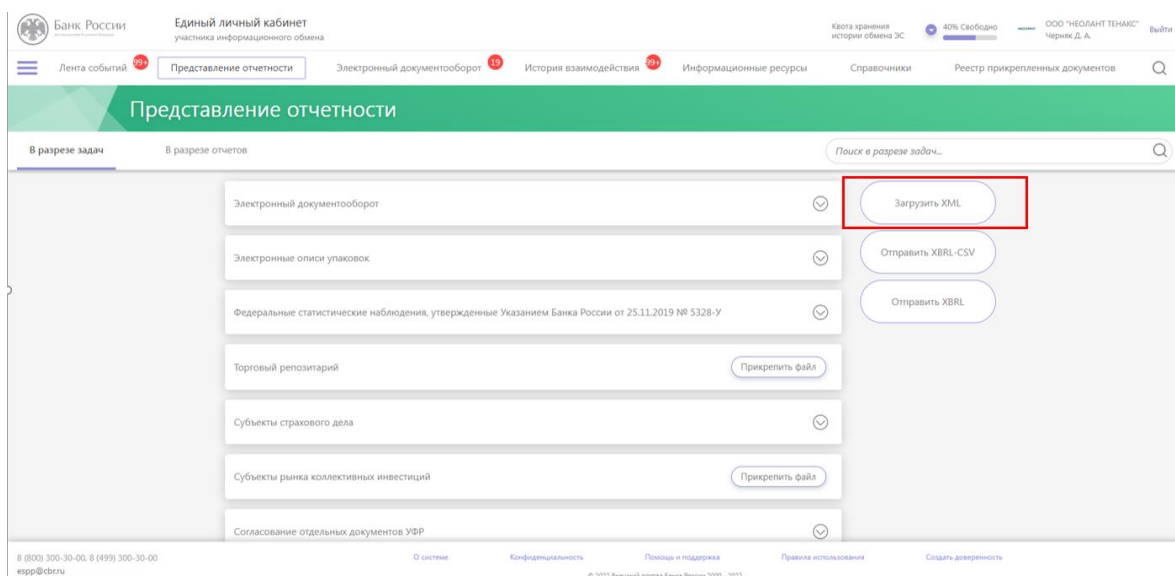 Банк России
Единый личный кабинет
участника информационного обмена
Квота хранения
истории обмена ЭС
40% Свободно
ООО "НЕОЛАНТ ТЕНАКС"
Черняк Д. А.
Выйти
Лента событий 99+
Представление отчетности
Электронный документооборот 19
История взаимодействия 99+
Информационные ресурсы
Справочники
Реестр прикрепленных документов
Представление отчетности
В разрезе задач
В разрезе отчетов
Поиск в разрезе задач...
Электронный документооборот
Загрузить XML
Электронные описи упаковок
Отправить XBRL-CSV
Федеральные статистические наблюдения, утвержденные Указанием Банка России от 25.11.2019 № 5328-У
Отправить XBRL
Торговый репозитарий
Прикрепить файл
Субъекты страхового дела
Субъекты рынка коллективных инвестиций
Прикрепить файл
Согласование отдельных документов УФР
8 (800) 300-30-00, 8 (499) 300-30-00
espp@cbr.ru
О системе
Конфиденциальность
Помощь и поддержка
Правила использования
Создать доверенность